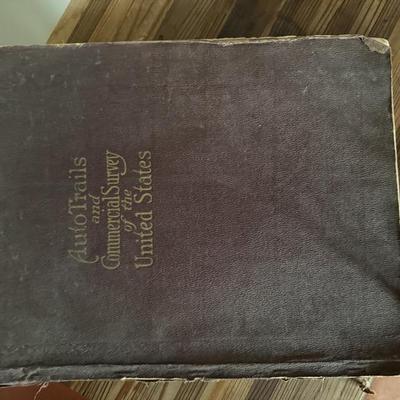 Auto Trails
and
Commercial Survey
of the
United States